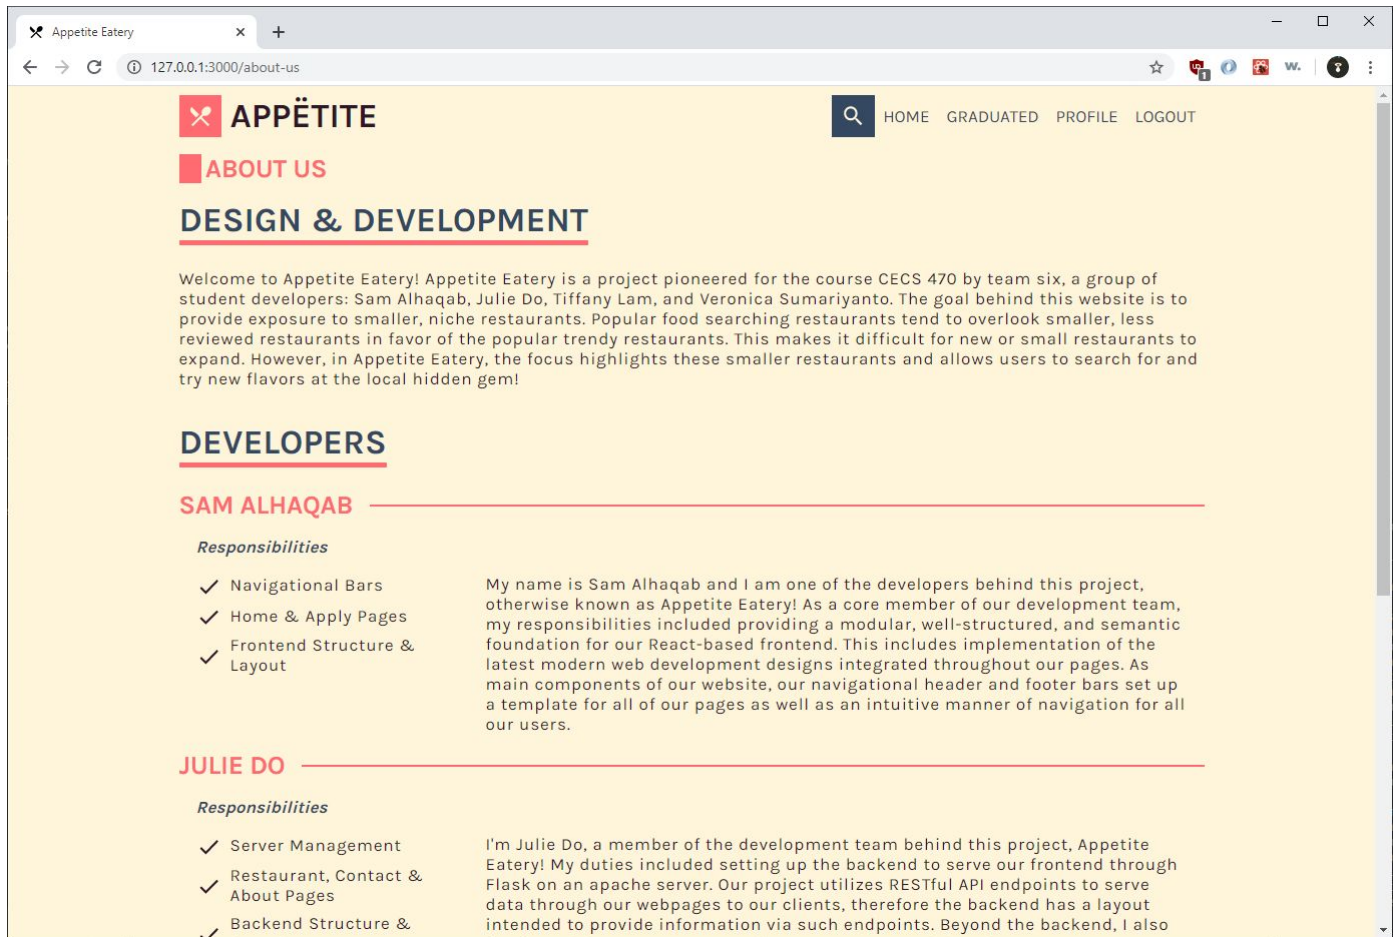 Appetite Eatery
127.0.0.1:3000/about-us
1
W.
APPËTITE
HOME GRADUATED PROFILE LOGOUT
ABOUT US
DESIGN & DEVELOPMENT
Welcome to Appetite Eatery! Appetite Eatery is a project pioneered for the course CECS 470 by team six, a group of
student developers: Sam Alhaqab, Julie Do, Tiffany Lam, and Veronica Sumariyanto. The goal behind this website is to
provide exposure to smaller, niche restaurants. Popular food searching restaurants tend to overlook smaller, less
reviewed restaurants in favor of the popular trendy restaurants. This makes it difficult for new or small restaurants to
expand. However, in Appetite Eatery, the focus highlights these smaller restaurants and allows users to search for and
try new flavors at the local hidden gem!
DEVELOPERS
SAM ALHAQAB
Responsibilities
Navigational Bars
Home & Apply Pages
Frontend Structure &
Layout
My name is Sam Alhaqab and I am one of the developers behind this project,
otherwise known as Appetite Eatery! As a core member of our development team,
my responsibilities included providing a modular, well-structured, and semantic
foundation for our React-based frontend. This includes implementation of the
latest modern web development designs integrated throughout our pages. As
main components of our website, our navigational header and footer bars set up
a template for all of our pages as well as an intuitive manner of navigation for all
our users.
JULIE DO
Responsibilities
Server Management
Restaurant, Contact &
About Pages
Backend Structure &
I'm Julie Do, a member of the development team behind this project, Appetite
Eatery! My duties included setting up the backend to serve our frontend through
Flask on an apache server. Our project utilizes RESTful API endpoints to serve
data through our webpages to our clients, therefore the backend has a layout
intended to provide information via such endpoints. Beyond the backend, I also